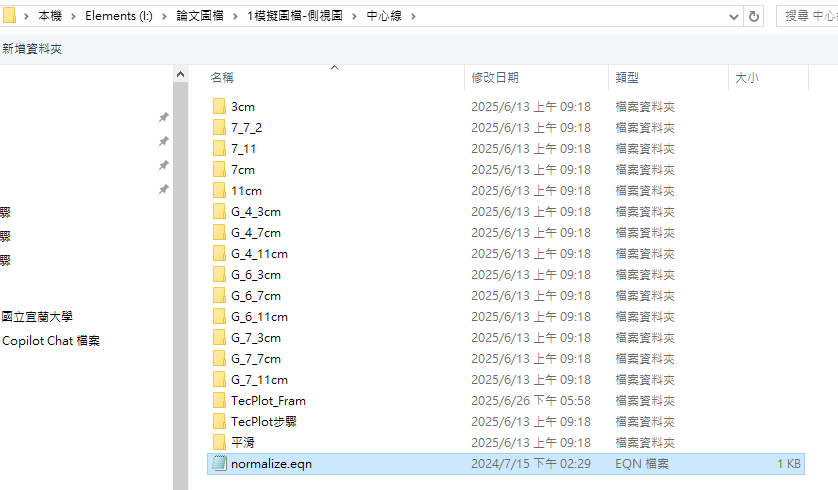 本機 > Elements (I:) > 論文圖檔 > 1模擬圖檔-側視圖 > 中心線 >
搜尋 中心
新增資料夾
名稱 修改日期 類型 大小
3cm 2025/6/13 上午 09:18 檔案資料夾
7_7_2 2025/6/13 上午 09:18 檔案資料夾
7_11 2025/6/13 上午 09:18 檔案資料夾
7cm 2025/6/13 上午 09:18 檔案資料夾
11cm 2025/6/13 上午 09:18 檔案資料夾
G_4_3cm 2025/6/13 上午 09:18 檔案資料夾
G_4_7cm 2025/6/13 上午 09:18 檔案資料夾
G_4_11cm 2025/6/13 上午 09:18 檔案資料夾
G_6_3cm 2025/6/13 上午 09:18 檔案資料夾
G_6_7cm 2025/6/13 上午 09:18 檔案資料夾
G_6_11cm 2025/6/13 上午 09:18 檔案資料夾
G_7_3cm 2025/6/13 上午 09:18 檔案資料夾
G_7_7cm 2025/6/13 上午 09:18 檔案資料夾
G_7_11cm 2025/6/13 上午 09:18 檔案資料夾
TecPlot_Fram 2025/6/26 下午 05:58 檔案資料夾
TecPlot步驟 2025/6/13 上午 09:18 檔案資料夾
平滑 2025/6/13 上午 09:18 檔案資料夾
normalize.eqn 2024/7/15 下午 02:29 EQN 檔案 1 KB
驟
驟
驟
國立宜蘭大學
Copilot Chat 檔案